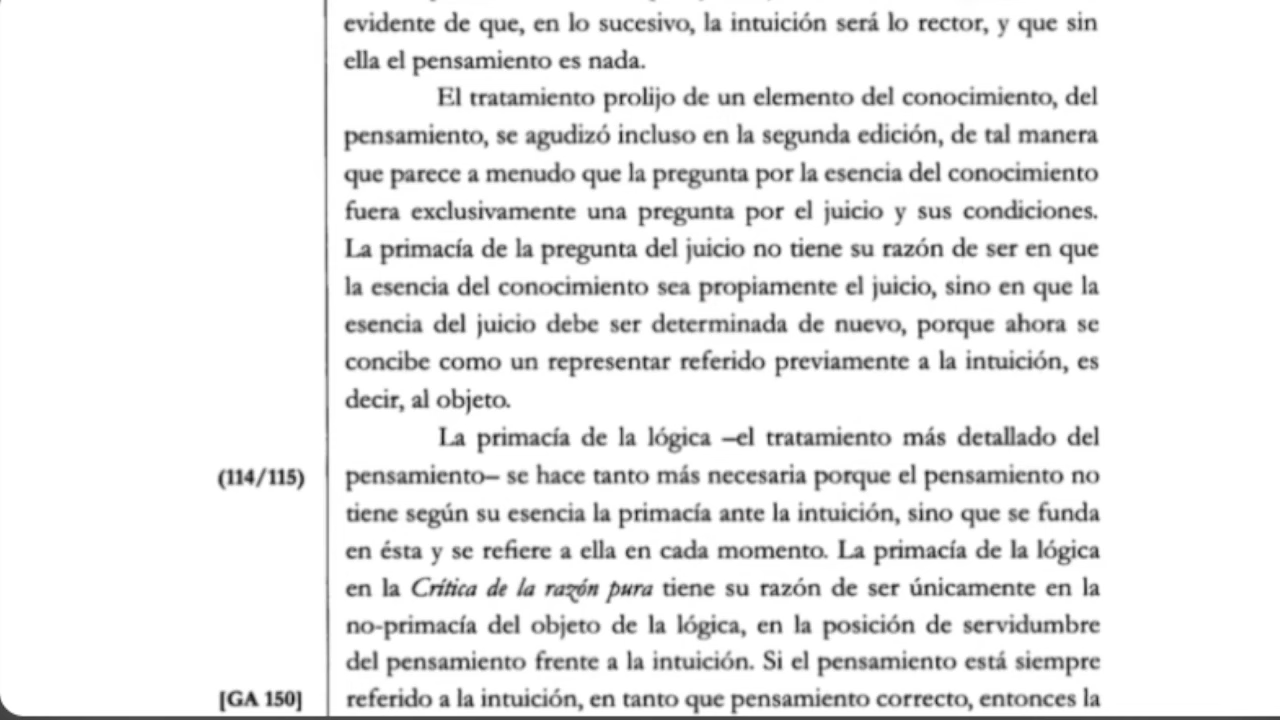 evidente de que, en lo sucesivo, la intuición será lo rector, y que sin
ella el pensamiento es nada.
El tratamiento prolijo de un elemento del conocimiento, del
pensamiento, se agudizó incluso en la segunda edición, de tal manera
que parece a menudo que la pregunta por la esencia del conocimiento
fuera exclusivamente una pregunta por el juicio y sus condiciones.
La primacía de la pregunta del juicio no tiene su razón de ser en que
la esencia del conocimiento sea propiamente el juicio, sino en que la
esencia del juicio debe ser determinada de nuevo, porque ahora se
concibe como un representar referido previamente a la intuición, es
decir, al objeto.
La primacía de la lógica –el tratamiento más detallado del
(114/115) pensamiento– se hace tanto más necesaria porque el pensamiento no
tiene según su esencia la primacía ante la intuición, sino que se funda
en ésta y se refiere a ella en cada momento. La primacía de la lógica
en la Crítica de la razón pura tiene su razón de ser únicamente en la
no-primacía del objeto de la lógica, en la posición de servidumbre
del pensamiento frente a la intuición. Si el pensamiento está siempre
[GA 150] referido a la intuición, en tanto que pensamiento correcto, entonces la